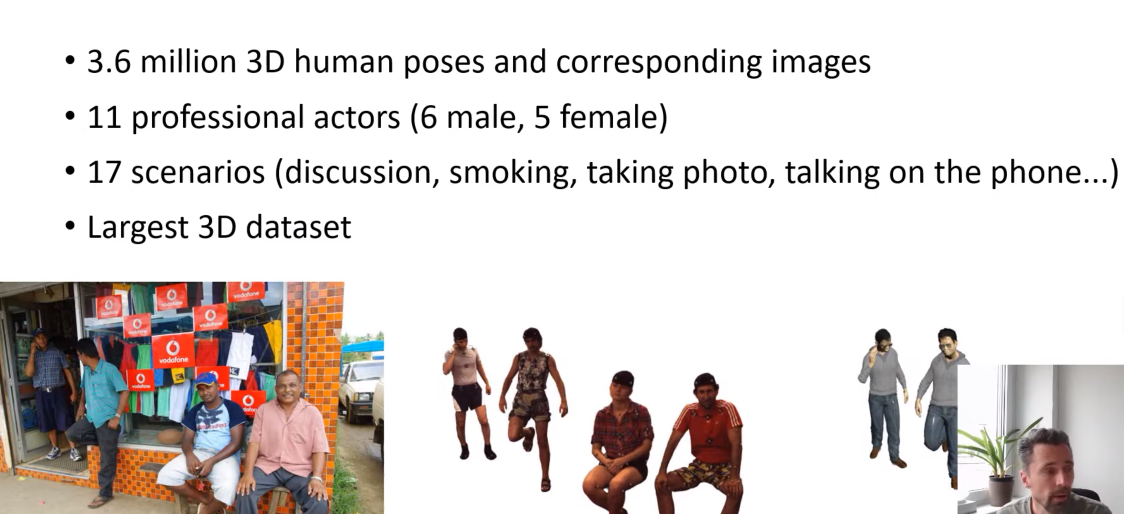 • 3.6 million 3D human poses and corresponding images
• 11 professional actors (6 male, 5 female)
• 17 scenarios (discussion, smoking, taking photo, talking on the phone...)
• Largest 3D dataset
vodafone
vodafone
vodafone
vodafone
vodafone
vodafone
vodafone